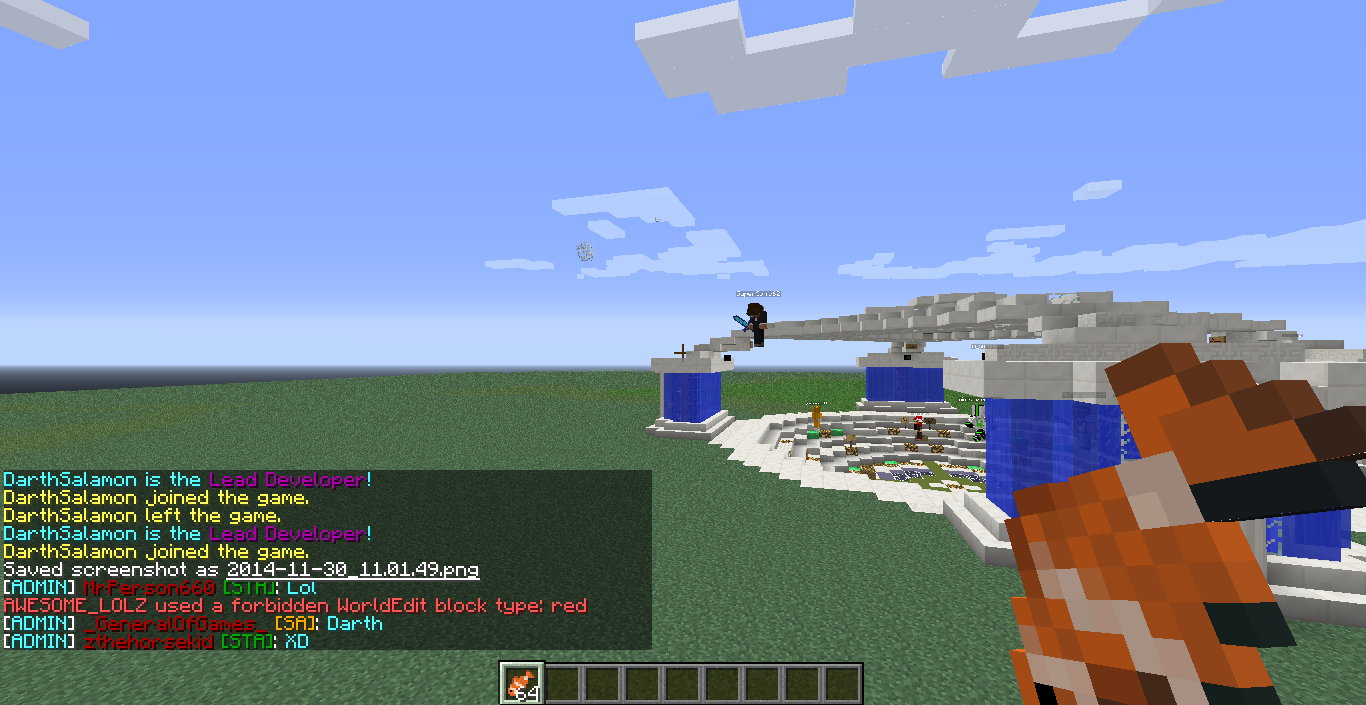 DarthSalamon is the Lead Developer!
DarthSalamon joined the game.
DarthSalamon left the game.
DarthSalamon is the Lead Developer!
DarthSalamon joined the game.
Saved screenshot as 2014-11-30_11.01.49.png
[ADMIN] MrPerson660 [STA]: Lol
AWESOME_LOLZ used a forbidden WorldEdit block type: red
[ADMIN] _GeneralOfGames_ [SA]: Darth
[ADMIN] zthehorsekid [STA]: XD
64